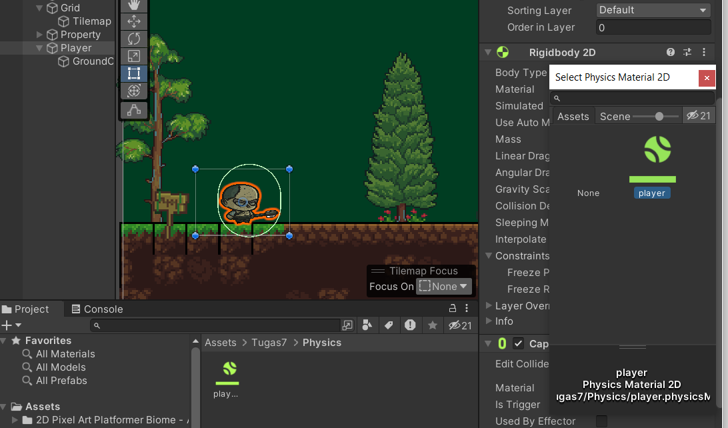 Grid
Tilemap
Property
Player
GroundC
Tilemap Focus
Focus On None
Project
Console
21
Favorites
All Materials
All Models
All Prefabs
Assets
2D Pixel Art Platformer Biome - A
Assets > Tugas7 > Physics
play...
Sorting Layer Default
Order in Layer 0
Rigidbody 2D
Body Type
Material
Simulated
Use Auto M
Mass
Linear Drag
Angular Dra
Gravity Sca
Collision De
Sleeping M
Interpolate
Constraints
Freeze P
Freeze R
Layer Over
Info
Cap
Edit Collide
Material
Is Trigger
Used By Effector
Select Physics Material 2D
Assets Scene 21
None
player
player
Physics Material 2D
ugas7/Physics/player.physicsM